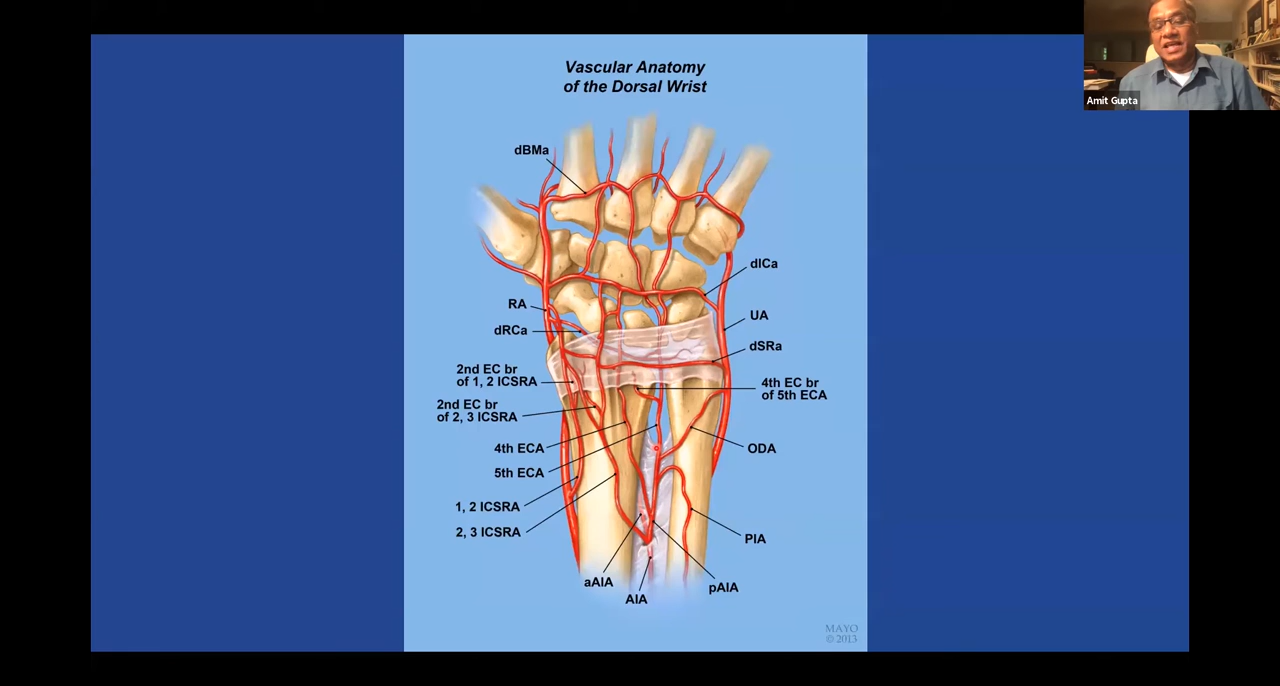 Vascular Anatomy
of the Dorsal Wrist
Amit Gupta
dBMa
dICa
RA
UA
dRCa
dSRa
2nd EC br
of 1, 2 ICSRA
4th EC br
of 5th ECA
2nd EC br
of 2, 3 ICSRA
4th ECA
ODA
5th ECA
1, 2 ICSRA
2, 3 ICSRA
PIA
aAIA
pAIA
AIA
MAYO
© 2013